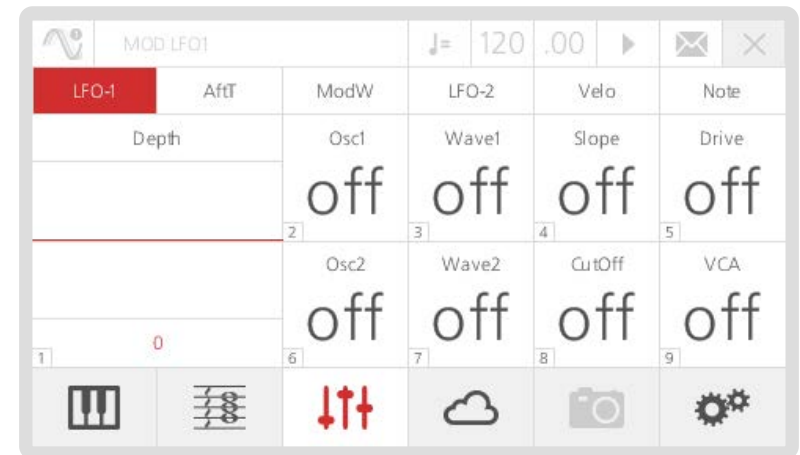 MOD LFO1 = 120 .00
LFO-1 AftT ModW LFO-2 Velo Note
Depth Osc1 Wave1 Slope Drive
off off off off
2 3 4 5
Osc2 Wave2 CutOff VCA
0 off off off off
1 6 7 8 9